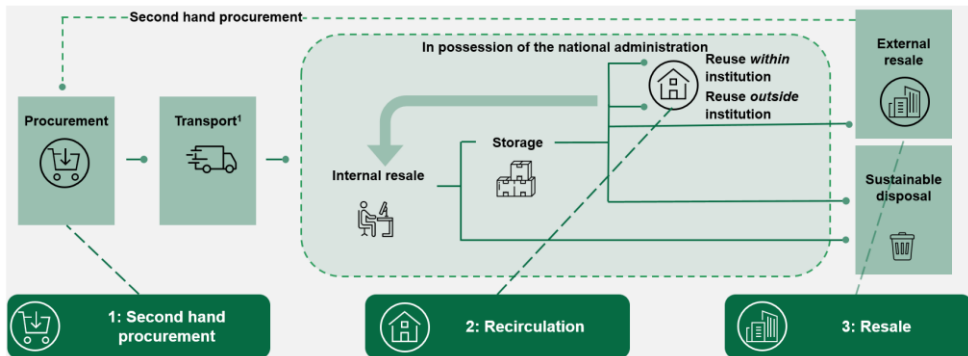 Second hand procurement
In possession of the national administration
External
resale
Reuse within
institution
Reuse outside
institution
Procurement
Transport1
Storage
Internal resale
Sustainable
disposal
1: Second hand
procurement
2: Recirculation
3: Resale